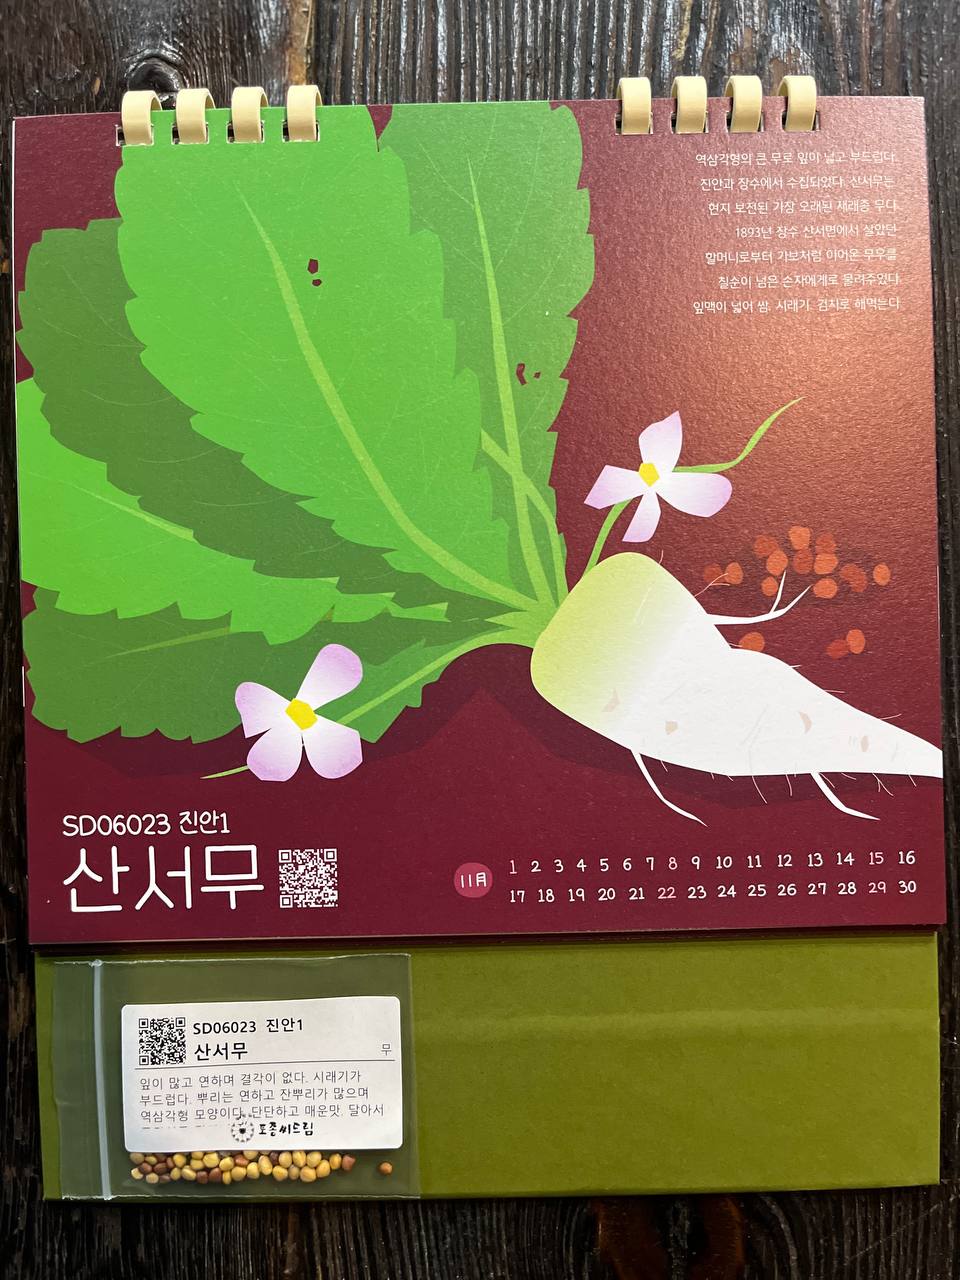 역삼각형의 큰 무로 잎이 넓고 부드럽다.
진안과 장수에서 수집되었다. 산서무는
현지 보전된 가장 오래된 재래종 무다.
1893년 장수 산서면에서 살았던
할머니로부터 가보처럼 이어온 무우를
칠순이 넘은 손자에게로 물려주었다.
잎맥이 넓어 쌈, 시래기, 김치로 해먹는다.
SD06023 진안1
산서무
11月
1 2 3 4 5 6 7 8 9 10 11 12 13 14 15 16
17 18 19 20 21 22 23 24 25 26 27 28 29 30
SD06023 진안1
산서무 무
잎이 많고 연하며 결각이 없다. 시래기가
부드럽다. 뿌리는 연하고 잔뿌리가 많으며
역삼각형 모양이다. 단단하고 매운맛. 달아서
토종씨드림